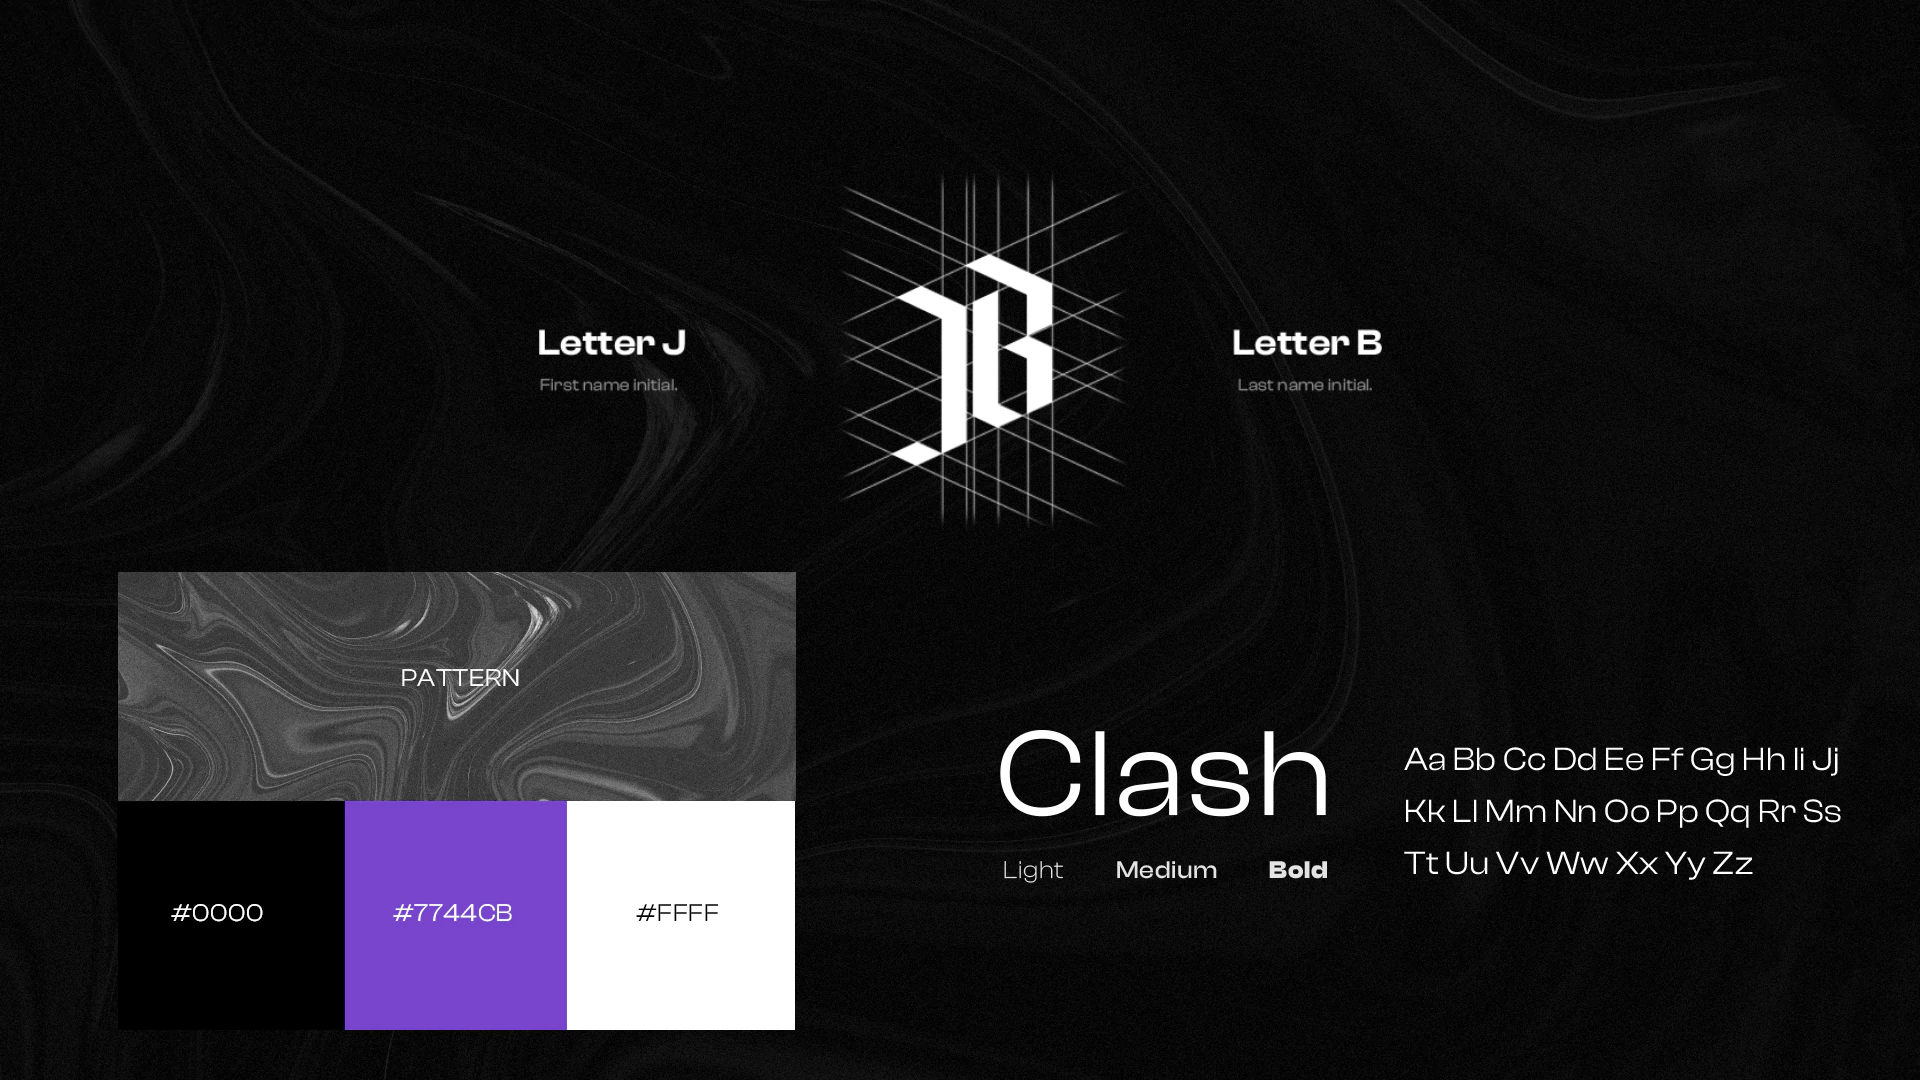 Letter J
First name initial.
JB
Letter B
Last name initial.
PATTERN
#0000
#7744CB
#FFFF
Clash
Light Medium Bold
Aa Bb Cc Dd Ee Ff Gg Hh Ii Jj
Kk Ll Mm Nn Oo Pp Qq Rr Ss
Tt Uu Vv Ww Xx Yy Zz